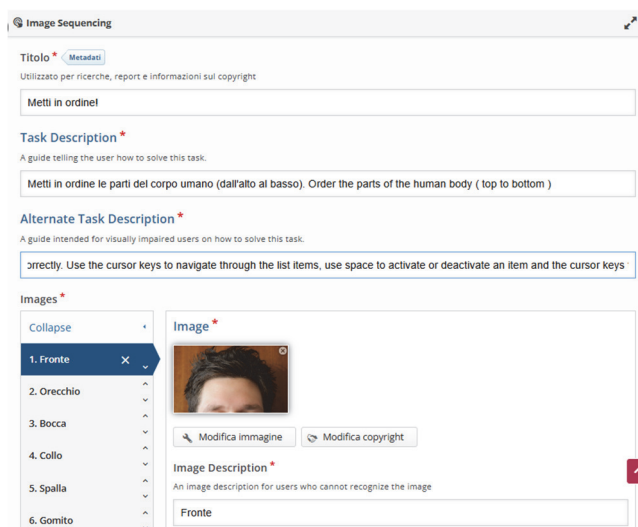 Image Sequencing
Titolo * Metadati
Utilizzato per ricerche, report e informazioni sul copyright
Metti in ordine!
Task Description *
A guide telling the user how to solve this task.
Metti in ordine le parti del corpo umano (dall'alto al basso). Order the parts of the human body ( top to bottom )
Alternate Task Description *
A guide intended for visually impaired users on how to solve this task.
orrectly. Use the cursor keys to navigate through the list items, use space to activate or deactivate an item and the cursor keys
Images *
Collapse
1. Fronte
2. Orecchio
3. Bocca
4. Collo
5. Spalla
6. Gomito
Image *
Modifica immagine
Modifica copyright
Image Description *
An image description for users who cannot recognize the image
Fronte